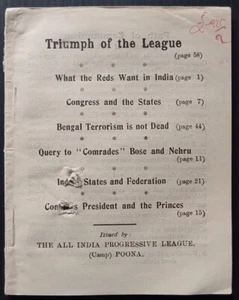 Triumph of the League
(page 58)
What the Reds Want in India (page 1)
Congress and the States (page 7)
Bengal Terrorism is not Dead (page 44)
Query to "Comrades" Bose and Nehru
(page 11)
States and Federation (page 21)
President and the Princes
(page 15)
Issued by:
THE ALL INDIA PROGRESSIVE LEAGUE,
(Camp) POONA.